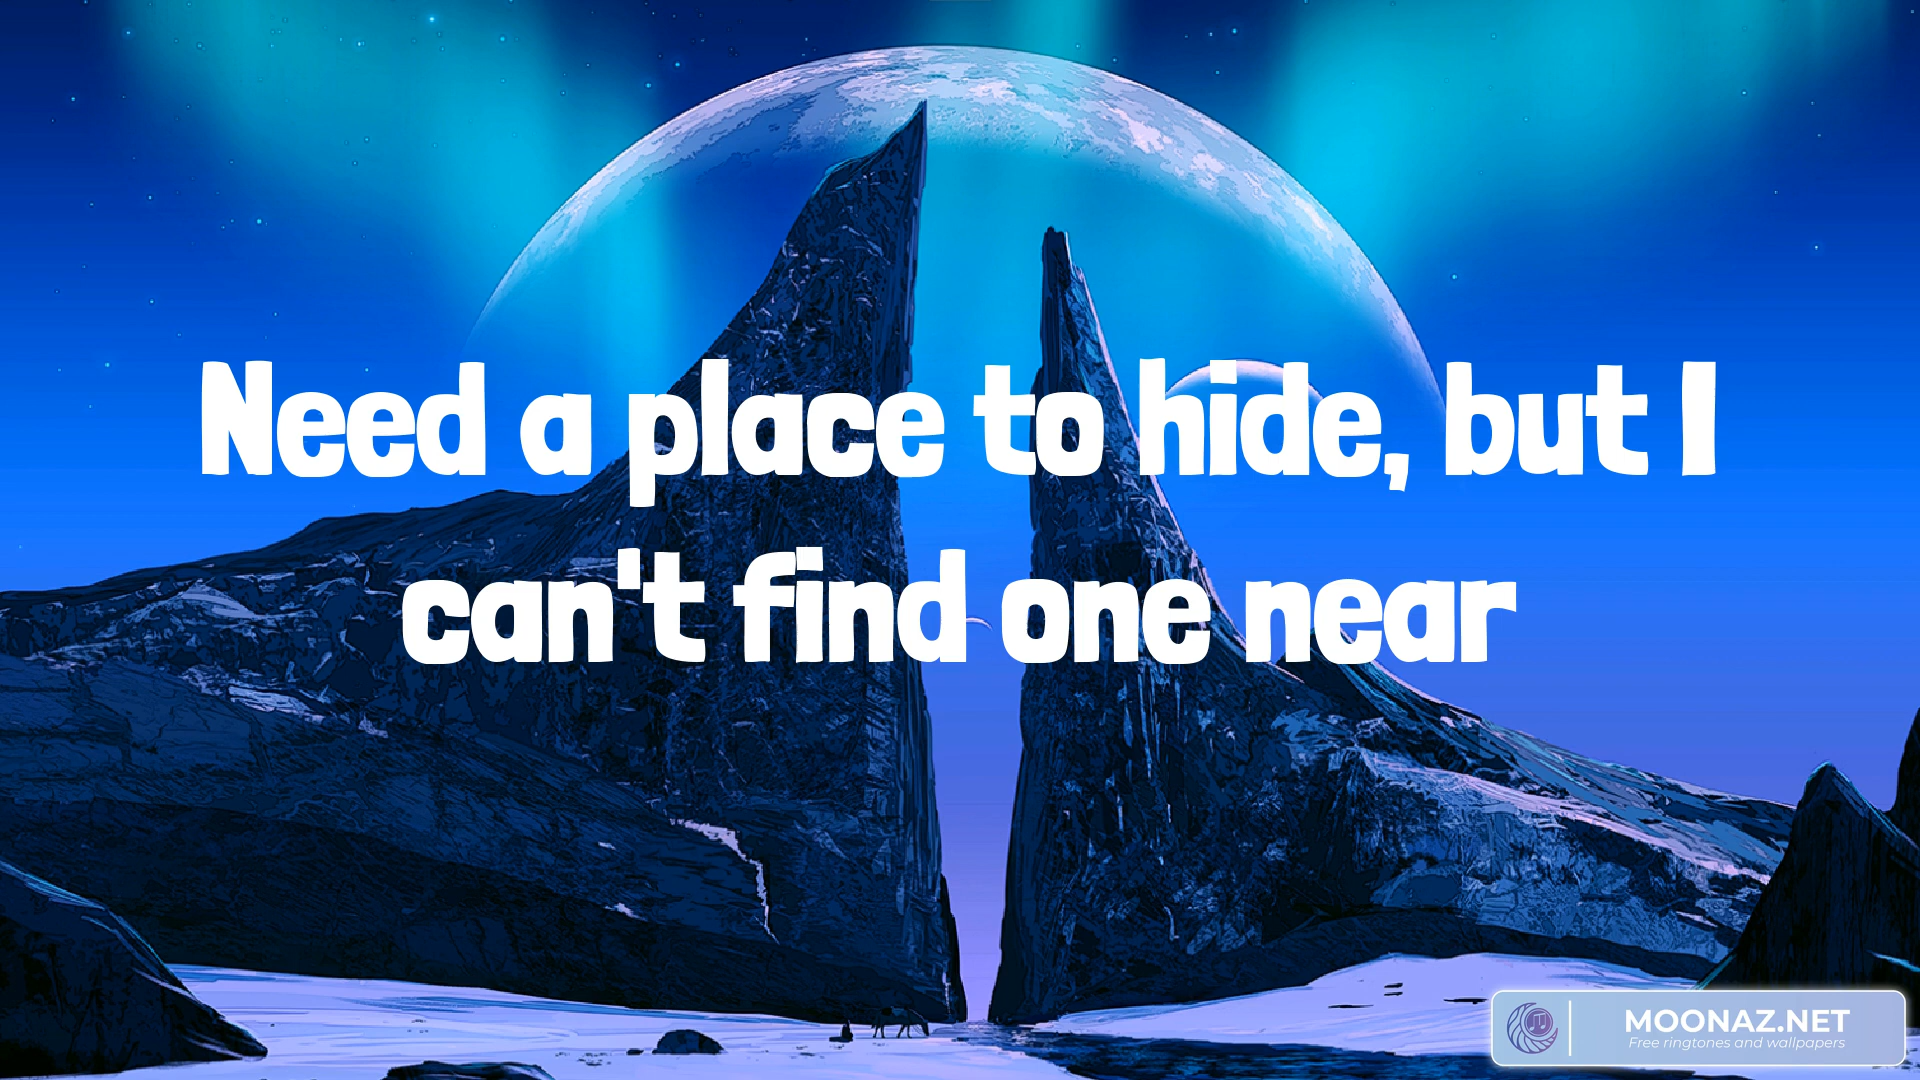 Need a place to hide, but I
can't find one near
MOONAZ.NET
Free ringtones and wallpapers